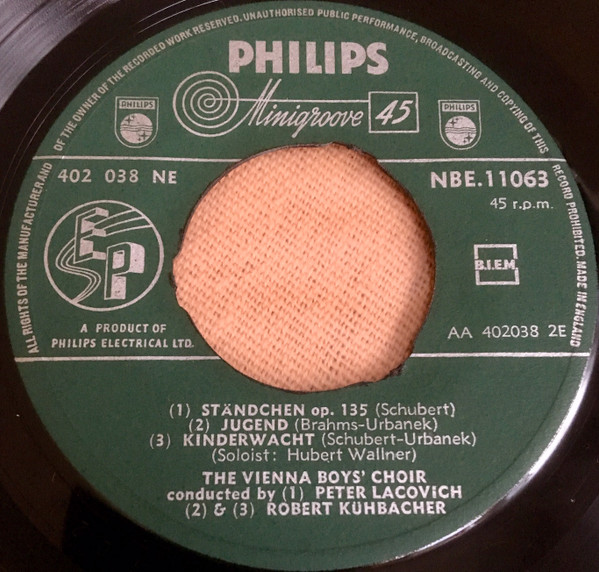 ALL RIGHTS OF THE MANUFACTURER AND OF THE OWNER OF THE RECORDED WORK RESERVED. UNAUTHORISED PUBLIC PERFORMANCE, BROADCASTING AND COPYING OF THIS RECORD PROHIBITED. MADE IN ENGLAND
PHILIPS
Minigroove 45
PHILIPS
PHILIPS
402 038 NE
NBE.11063
45 r.p.m.
EP
B.I.E.M.
A PRODUCT OF
PHILIPS ELECTRICAL LTD.
AA 402038 2E
(1) STÄNDCHEN op. 135 (Schubert)
(2) JUGEND (Brahms-Urbanek)
(3) KINDERWACHT (Schubert-Urbanek)
(Soloist: Hubert Wallner)
THE VIENNA BOYS' CHOIR
conducted by (1) PETER LACOVICH
(2) & (3) ROBERT KÜHBACHER